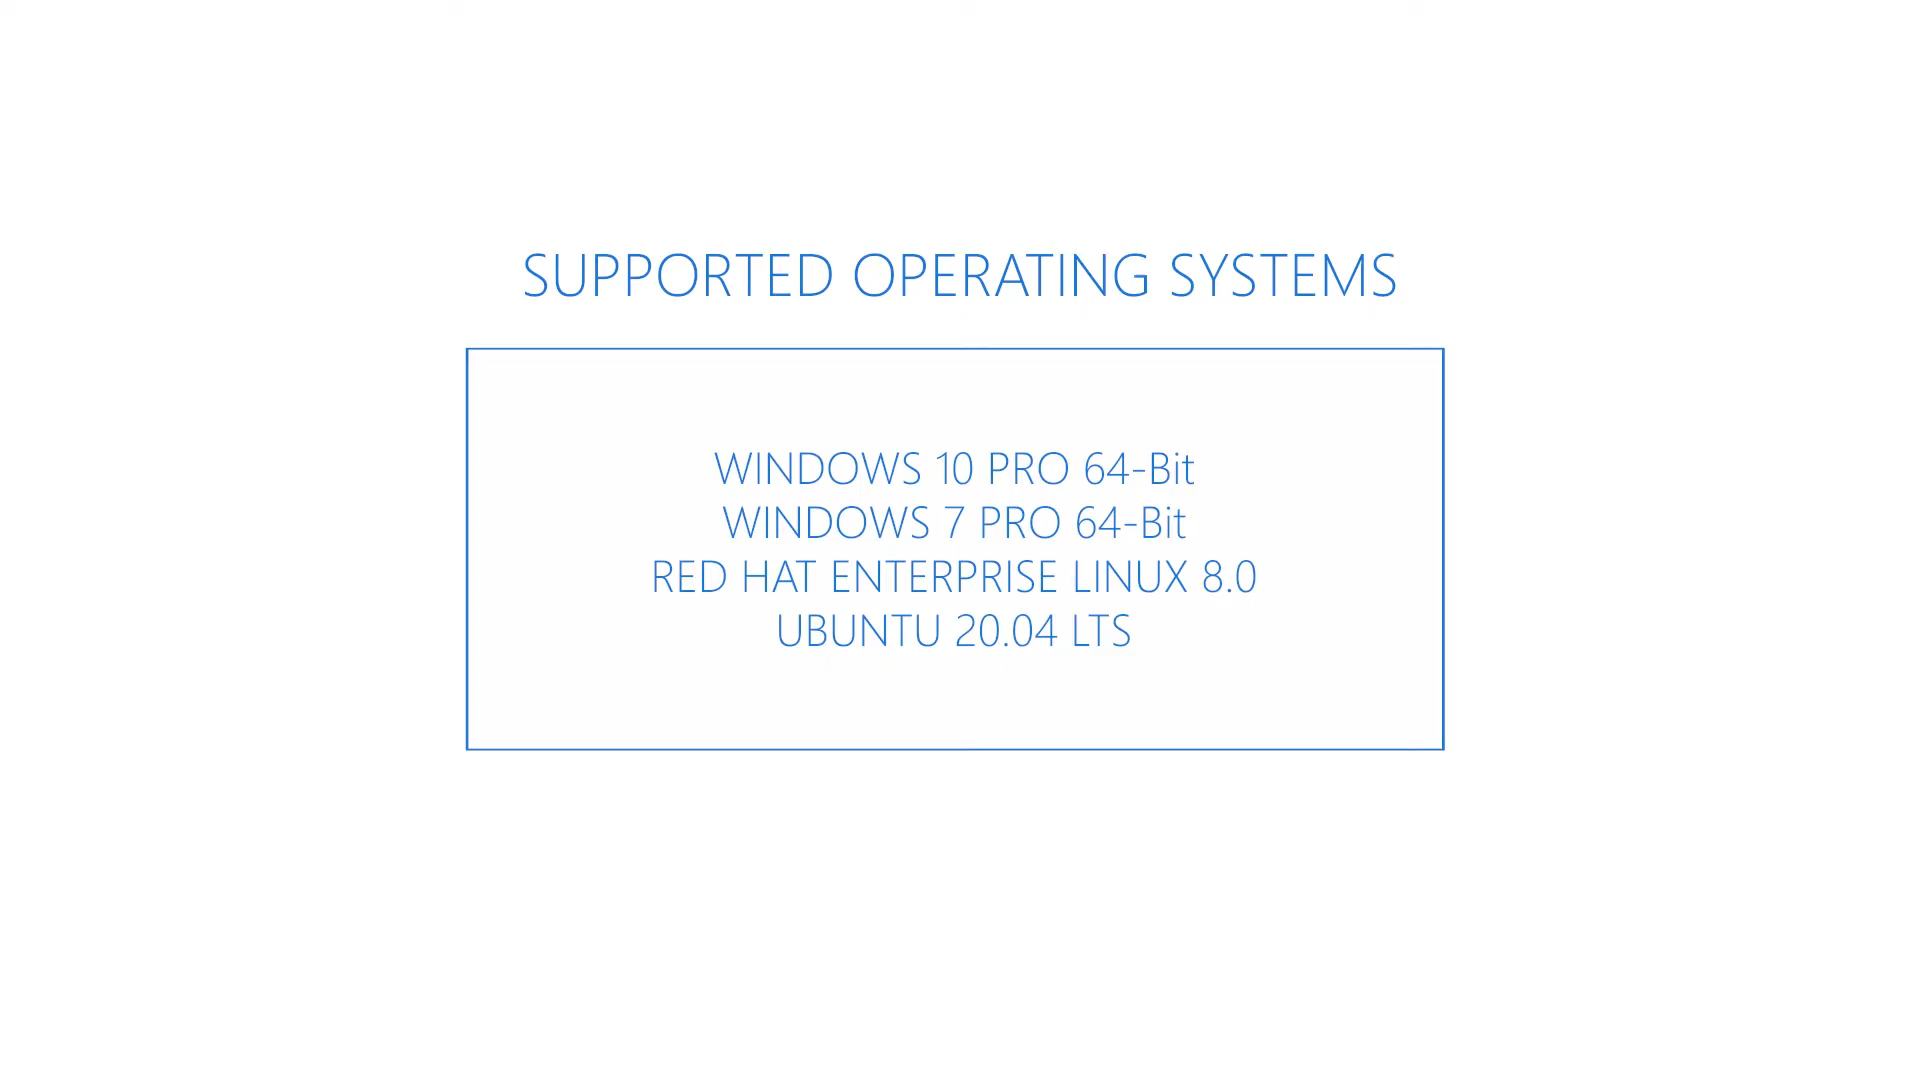 SUPPORTED OPERATING SYSTEMS
WINDOWS 10 PRO 64-Bit
WINDOWS 7 PRO 64-Bit
RED HAT ENTERPRISE LINUX 8.0
UBUNTU 20.04 LTS